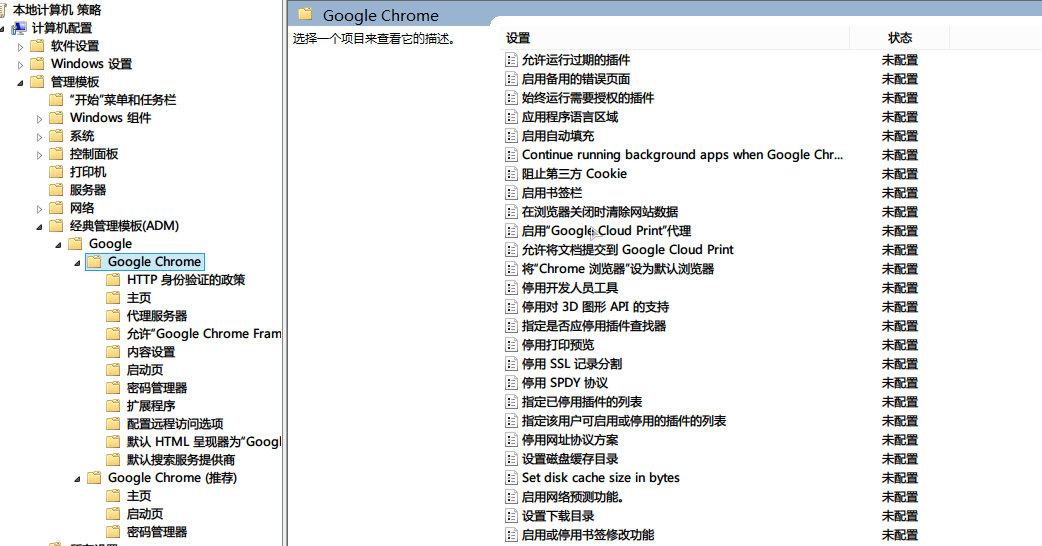 本地计算机 策略
计算机配置
软件设置
Windows 设置
管理模板
"开始"菜单和任务栏
Windows 组件
系统
控制面板
打印机
服务器
网络
经典管理模板(ADM)
Google
Google Chrome
HTTP 身份验证的政策
主页
代理服务器
允许"Google Chrome Fram
内容设置
启动页
密码管理器
扩展程序
配置远程访问选项
默认 HTML 呈现器为"Googl
默认搜索服务提供商
Google Chrome (推荐)
主页
启动页
密码管理器
Google Chrome
选择一个项目来查看它的描述。
设置 状态
允许运行过期的插件 未配置
启用备用的错误页面 未配置
始终运行需要授权的插件 未配置
应用程序语言区域 未配置
启用自动填充 未配置
Continue running background apps when Google Chr... 未配置
阻止第三方 Cookie 未配置
启用书签栏 未配置
在浏览器关闭时清除网站数据 未配置
启用"Google Cloud Print"代理 未配置
允许将文档提交到 Google Cloud Print 未配置
将"Chrome 浏览器"设为默认浏览器 未配置
停用开发人员工具 未配置
停用对 3D 图形 API 的支持 未配置
指定是否应停用插件查找器 未配置
停用打印预览 未配置
停用 SSL 记录分割 未配置
停用 SPDY 协议 未配置
指定已停用插件的列表 未配置
指定该用户可启用或停用的插件的列表 未配置
停用网址协议方案 未配置
设置磁盘缓存目录 未配置
Set disk cache size in bytes 未配置
启用网络预测功能。 未配置
设置下载目录 未配置
启用或停用书签修改功能 未配置